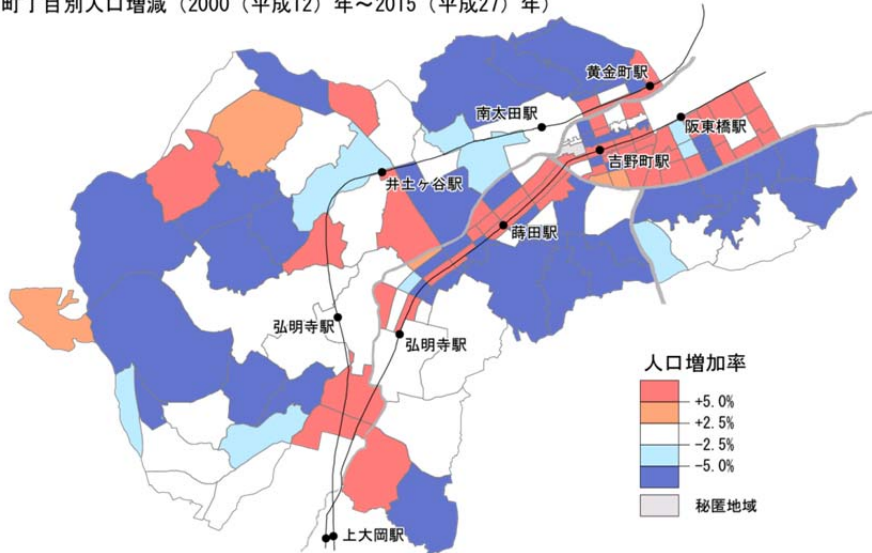 町丁目別人口増減（2000（平成12）年～2015（平成27）年）
黄金町駅
南太田駅
阪東橋駅
吉野町駅
井土ヶ谷駅
蒔田駅
弘明寺駅
弘明寺駅
上大岡駅
人口増加率
+5.0%
+2.5%
-2.5%
-5.0%
秘匿地域